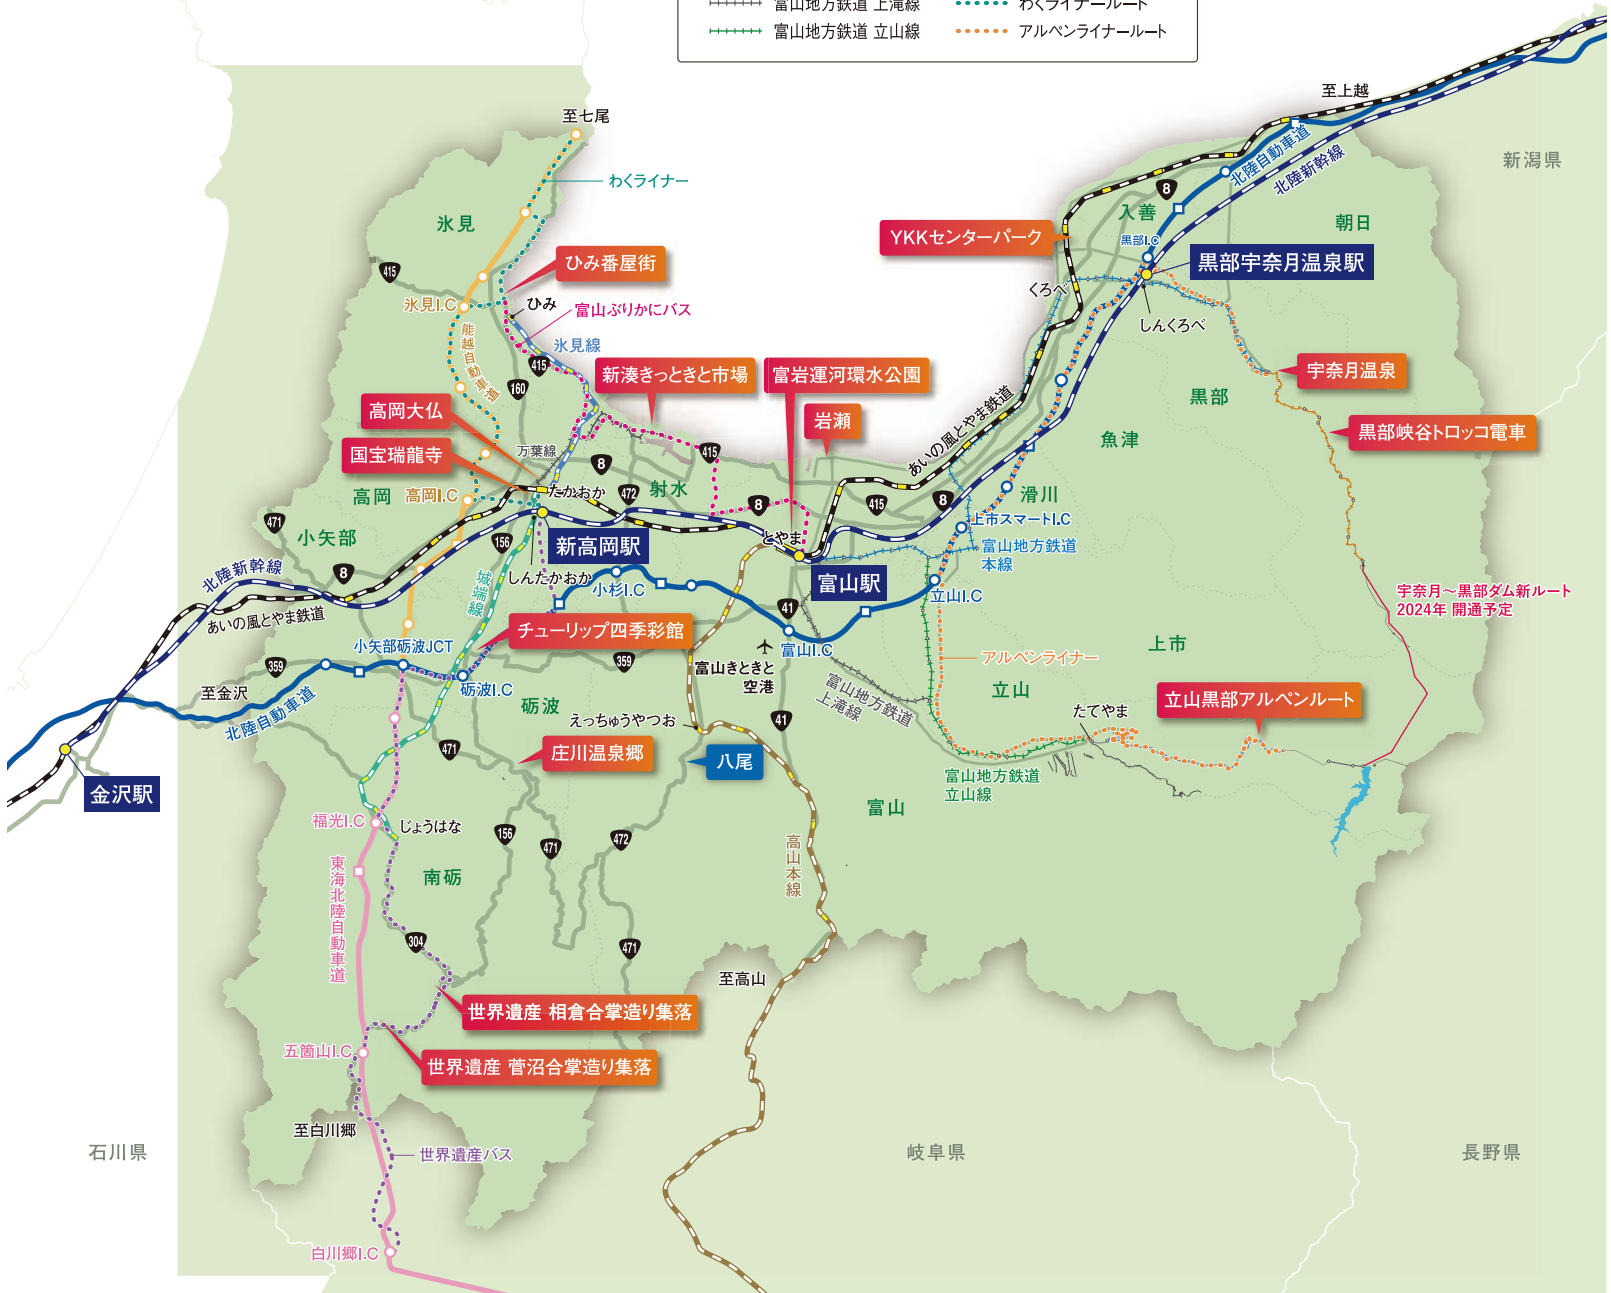 富山地方鉄道 上滝線
わくライナールート
富山地方鉄道 立山線
アルペンライナールート
至上越
至七尾
新潟県
北陸自動車道
北陸新幹線
わくライナー
8
入善
朝日
氷見
YKKセンターパーク
黒部I.C
黒部宇奈月温泉駅
ひみ番屋街
415
くろべ
氷見I.C
ひみ
富山ぶりかにバス
しんくろべ
能越自動車道
氷見線
415
160
新湊きっときと市場
富岩運河環水公園
宇奈月温泉
高岡大仏
岩瀬
黒部
あいの風とやま鉄道
黒部峡谷トロッコ電車
国宝瑞龍寺
万葉線
415
魚津
8
高岡
高岡I.C
たかおか
472
射水
8
415
8
滑川
471
小矢部
上市スマートI.C
とやま
156
新高岡駅
富山地方鉄道
本線
北陸新幹線
8
しんたかおか
小杉I.C
富山駅
立山I.C
城端線
宇奈月～黒部ダム新ルート
2024年 開通予定
あいの風とやま鉄道
41
チューリップ四季彩館
小矢部砺波JCT
富山I.C
上市
359
359
富山きときと
空港
アルペンライナー
至金沢
砺波I.C
富山地方鉄道
上滝線
立山
立山黒部アルペンルート
北陸自動車道
砺波
えっちゅうやつお
41
たてやま
471
庄川温泉郷
八尾
富山地方鉄道
立山線
金沢駅
富山
福光I.C
じょうはな
156
471
472
高山本線
東海北陸自動車道
南砺
304
471
至高山
世界遺産 相倉合掌造り集落
五箇山I.C
世界遺産 菅沼合掌造り集落
至白川郷
石川県
世界遺産バス
岐阜県
長野県
白川郷I.C